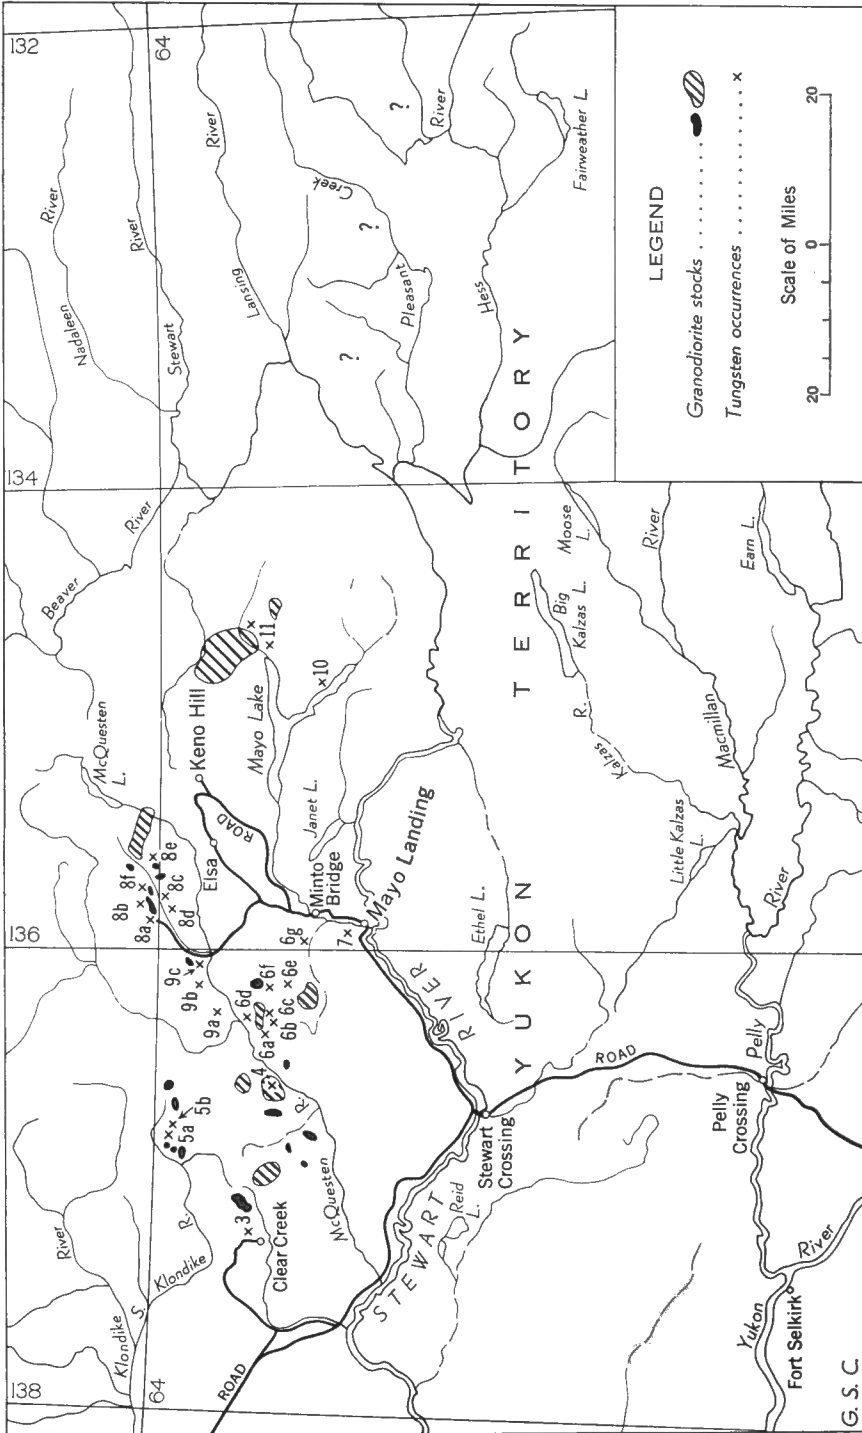 138
136
134
132
64
64
Klondike
River
S.
Klondike
R.
ROAD
Clear Creek
3
5a
5b
4
McQuesten
R.
9a
9b
9c
6a
6b
6c
6d
6e
6f
6g
7
8a
8b
8c
8d
8e
8f
McQuesten
L.
Elsa
Keno Hill
ROAD
Mayo Lake
Janet L.
Minto
Bridge
Mayo Landing
10
11
Beaver
River
Nadaleen
River
Stewart
River
Lansing
River
Pleasant
Creek
?
?
?
Hess
River
Fairweather L.
STEWART
RIVER
Reid
L.
Stewart
Crossing
Ethel L.
YUKON TERRITORY
ROAD
Kalzas
R.
Big
Kalzas L.
Little Kalzas
L.
Moose
L.
Macmillan
River
Earn L.
Pelly
River
Pelly
Crossing
Yukon
River
Fort Selkirk
G. S. C.
LEGEND
Granodiorite stocks . . . . . . . . .
Tungsten occurrences . . . . . . . . . . . . x
Scale of Miles
20 0 20